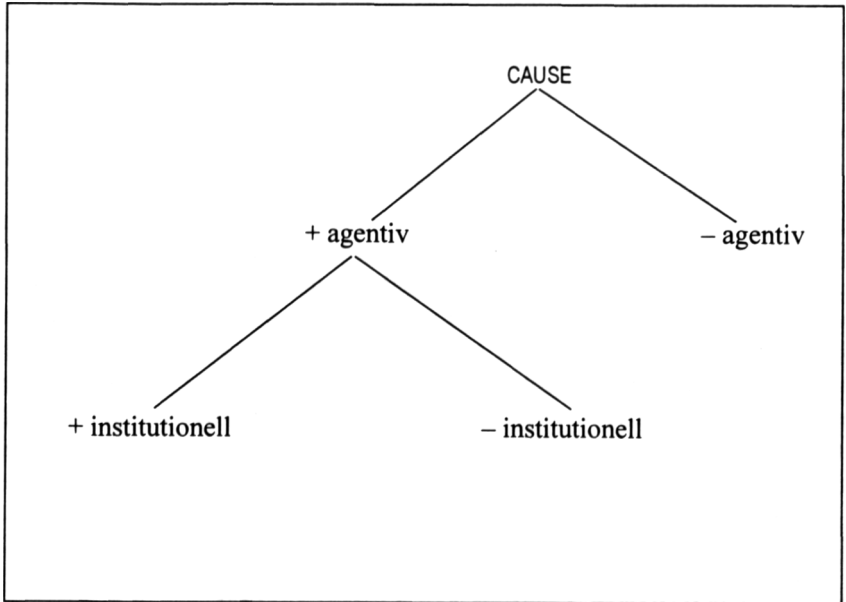 CAUSE
+ agentiv
– agentiv
+ institutionell
– institutionell